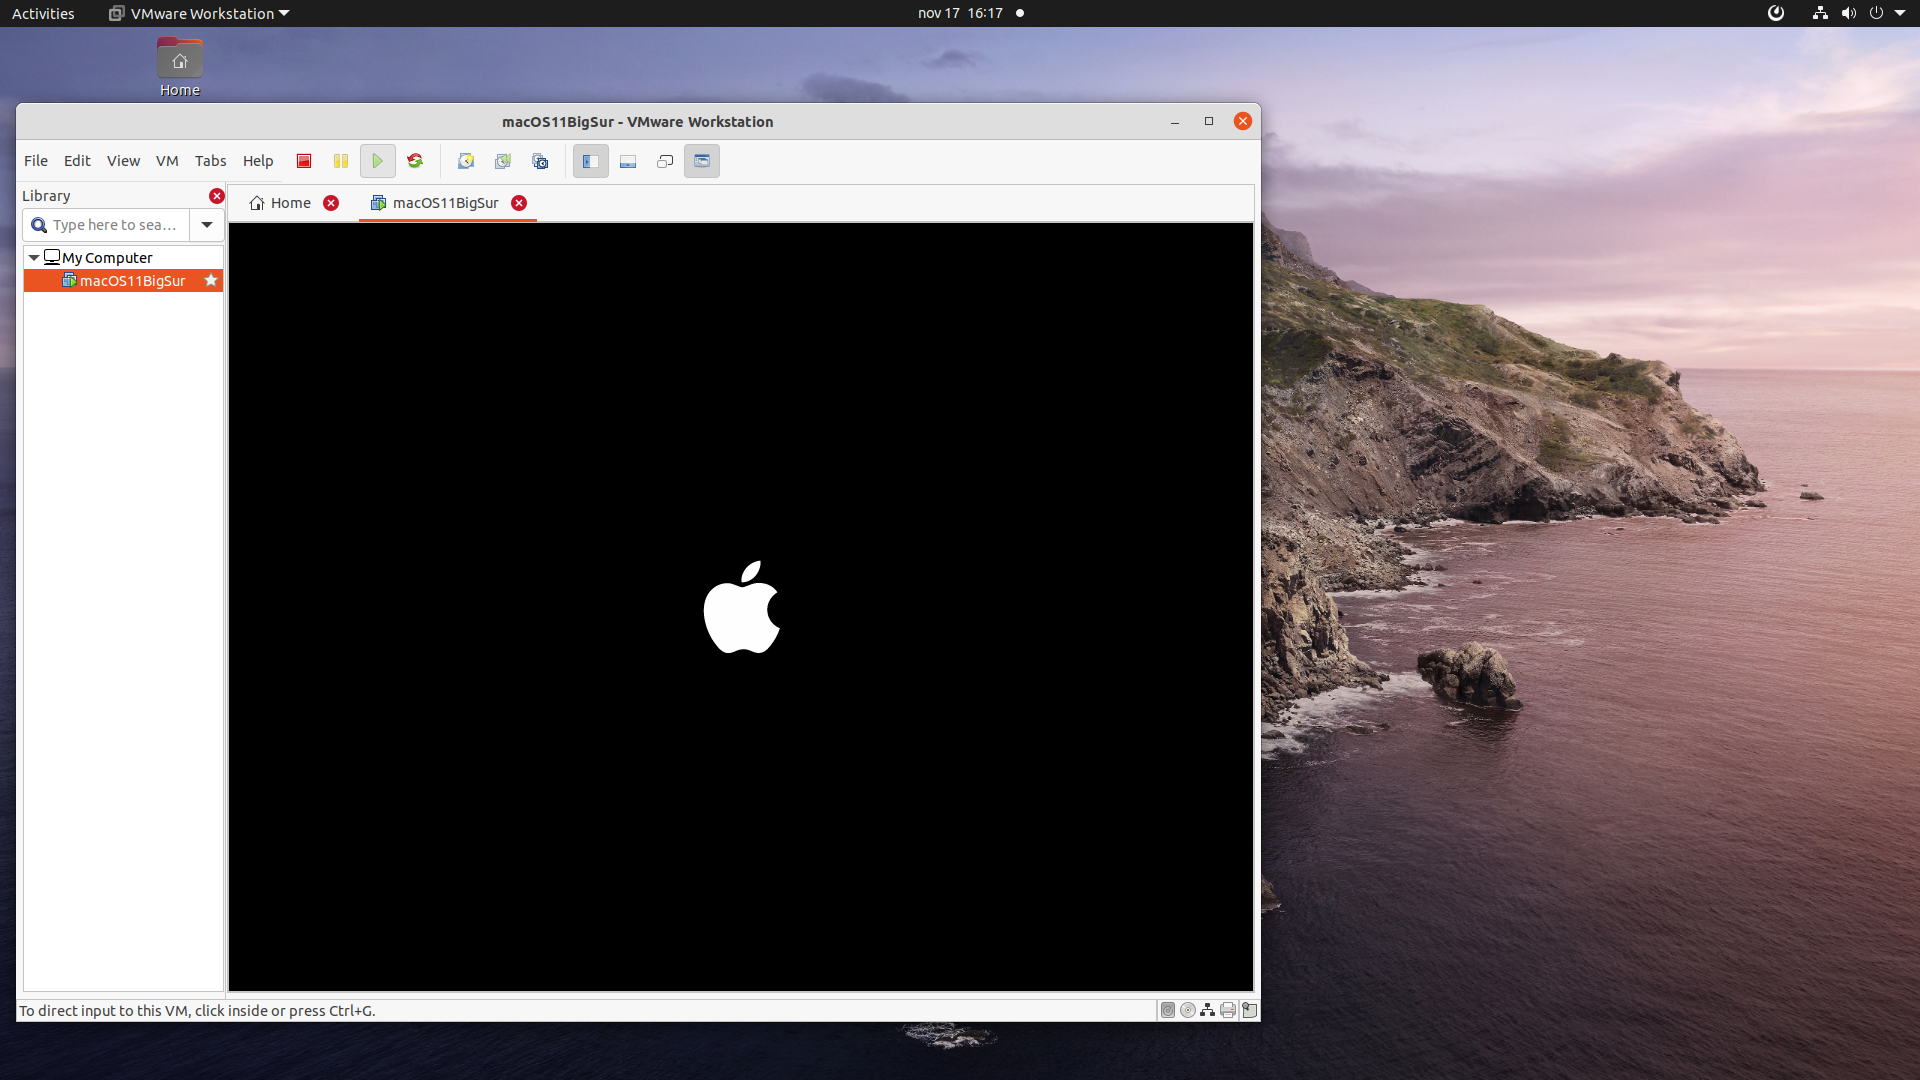 Activities
VMware Workstation
nov 17 16:17
Home
macOS11BigSur - VMware Workstation
File Edit View VM Tabs Help
Library
Home
macOS11BigSur
Type here to sea…
My Computer
macOS11BigSur
To direct input to this VM, click inside or press Ctrl+G.